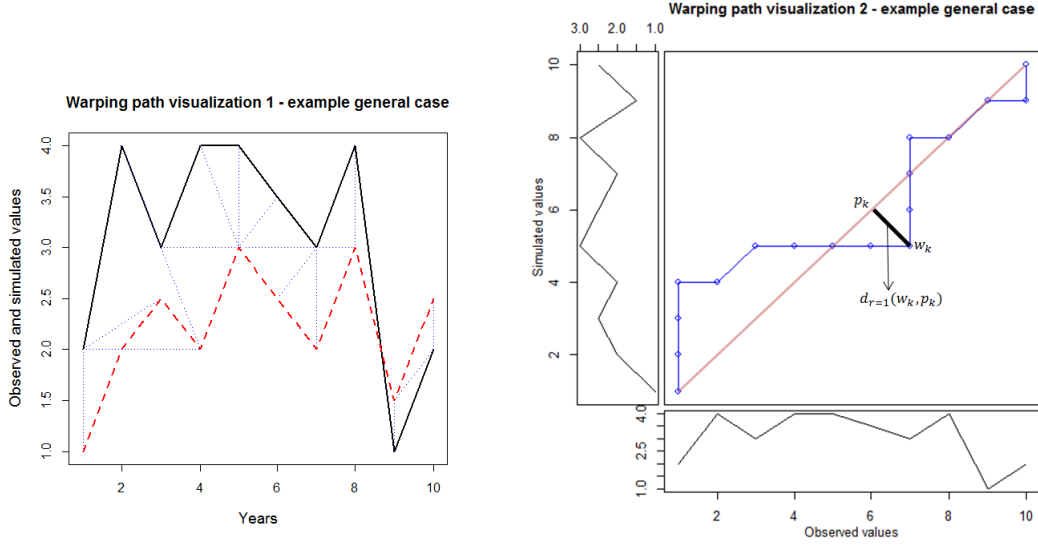 Warping path visualization 1 - example general case
Observed and simulated values
1.0 1.5 2.0 2.5 3.0 3.5 4.0
2 4 6 8 10
Years
Warping path visualization 2 - example general case
3.0 2.0 1.0
Simulated values
2 4 6 8 10
p_k
w_k
d_{r=1}(w_k,p_k)
1.0 2.5 4.0
2 4 6 8 10
Observed values